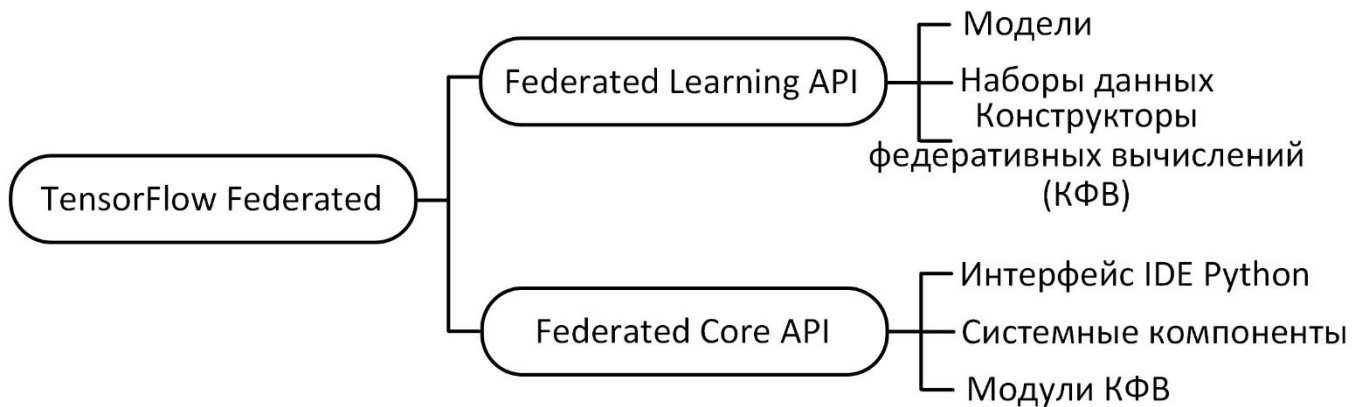 TensorFlow Federated
Federated Learning API
Модели
Наборы данных
Конструкторы
федеративных вычислений
(КФВ)
Federated Core API
Интерфейс IDE Python
Системные компоненты
Модули КФВ